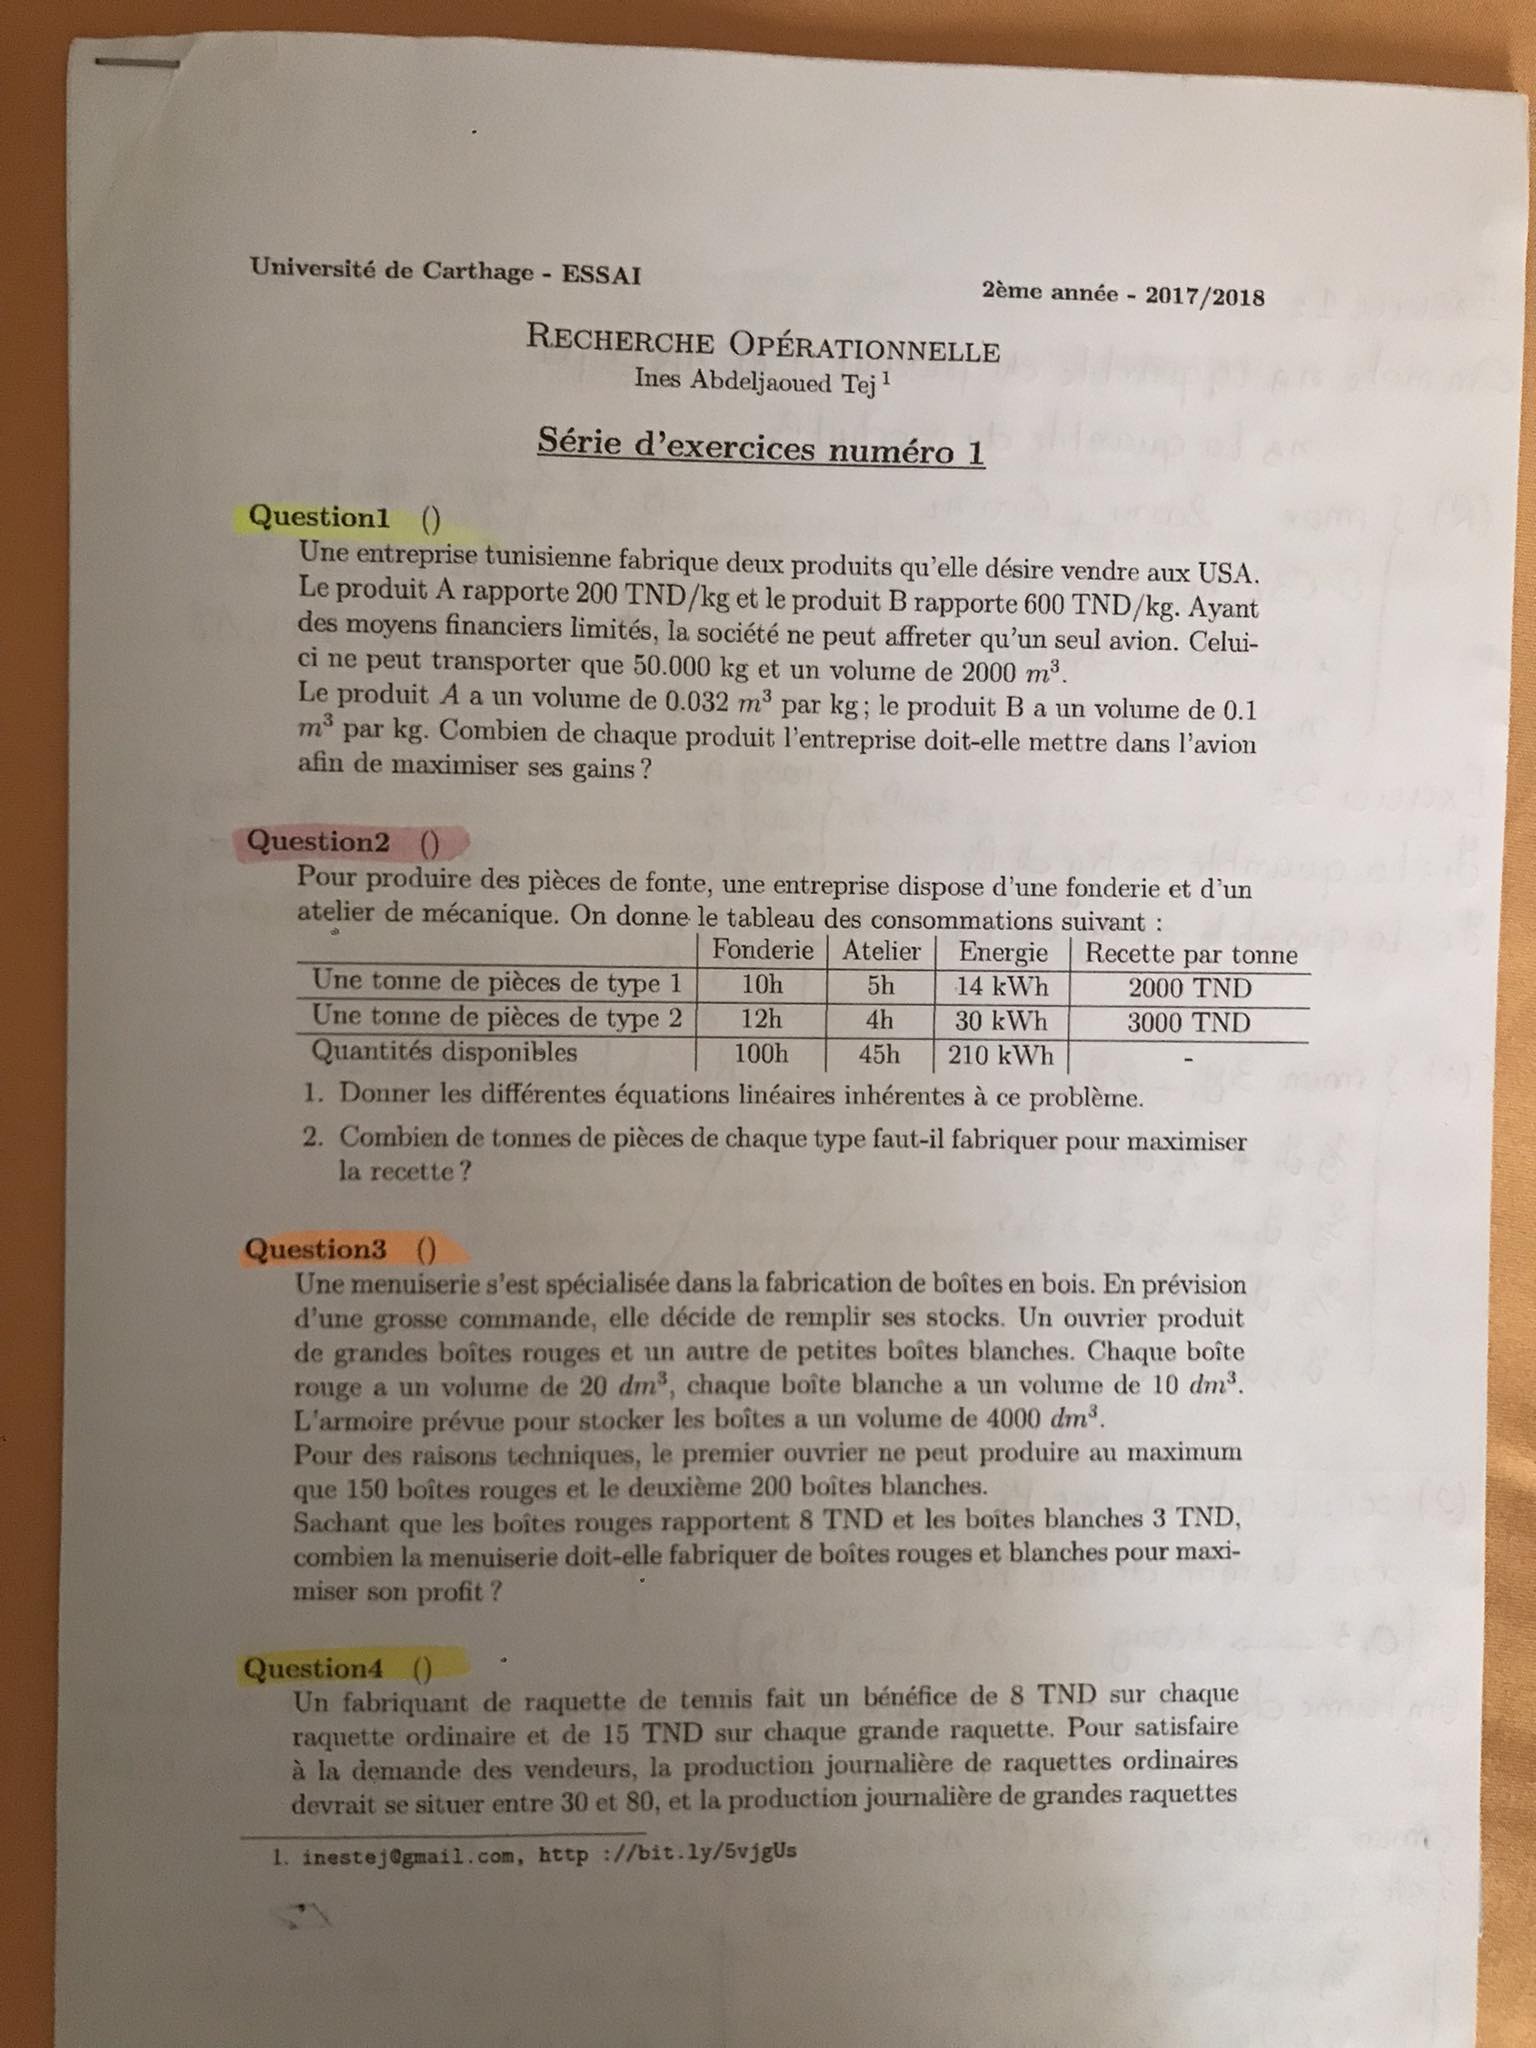 Université de Carthage - ESSAI
2ème année - 2017/2018
RECHERCHE OPÉRATIONNELLE
Ines Abdeljaoued Tej 1
Série d'exercices numéro 1
Question1 ()
Une entreprise tunisienne fabrique deux produits qu'elle désire vendre aux USA.
Le produit A rapporte 200 TND/kg et le produit B rapporte 600 TND/kg. Ayant
des moyens financiers limités, la société ne peut affreter qu'un seul avion. Celui-
ci ne peut transporter que 50.000 kg et un volume de 2000 m³.
Le produit A a un volume de 0.032 m³ par kg ; le produit B a un volume de 0.1
m³ par kg. Combien de chaque produit l'entreprise doit-elle mettre dans l'avion
afin de maximiser ses gains ?
Question2 ()
Pour produire des pièces de fonte, une entreprise dispose d'une fonderie et d'un
atelier de mécanique. On donne le tableau des consommations suivant :
Fonderie Atelier Energie Recette par tonne
Une tonne de pièces de type 1 10h 5h 14 kWh 2000 TND
Une tonne de pièces de type 2 12h 4h 30 kWh 3000 TND
Quantités disponibles 100h 45h 210 kWh -
1. Donner les différentes équations linéaires inhérentes à ce problème.
2. Combien de tonnes de pièces de chaque type faut-il fabriquer pour maximiser
la recette ?
Question3 ()
Une menuiserie s'est spécialisée dans la fabrication de boîtes en bois. En prévision
d'une grosse commande, elle décide de remplir ses stocks. Un ouvrier produit
de grandes boîtes rouges et un autre de petites boîtes blanches. Chaque boîte
rouge a un volume de 20 dm³, chaque boîte blanche a un volume de 10 dm³.
L'armoire prévue pour stocker les boîtes a un volume de 4000 dm³.
Pour des raisons techniques, le premier ouvrier ne peut produire au maximum
que 150 boîtes rouges et le deuxième 200 boîtes blanches.
Sachant que les boîtes rouges rapportent 8 TND et les boîtes blanches 3 TND,
combien la menuiserie doit-elle fabriquer de boîtes rouges et blanches pour maxi-
miser son profit ?
Question4 ()
Un fabriquant de raquette de tennis fait un bénéfice de 8 TND sur chaque
raquette ordinaire et de 15 TND sur chaque grande raquette. Pour satisfaire
à la demande des vendeurs, la production journalière de raquettes ordinaires
devrait se situer entre 30 et 80, et la production journalière de grandes raquettes
1. inestej@gmail.com, http ://bit.ly/5vjgUs